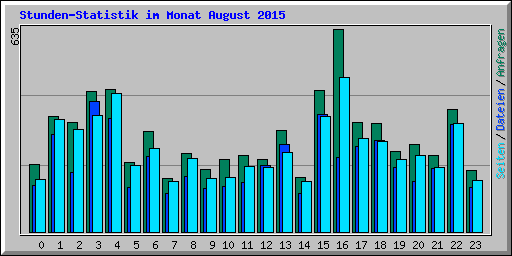 Stunden-Statistik im Monat August 2015
635
Seiten/Dateien/Anfragen
0 1 2 3 4 5 6 7 8 9 10 11 12 13 14 15 16 17 18 19 20 21 22 23